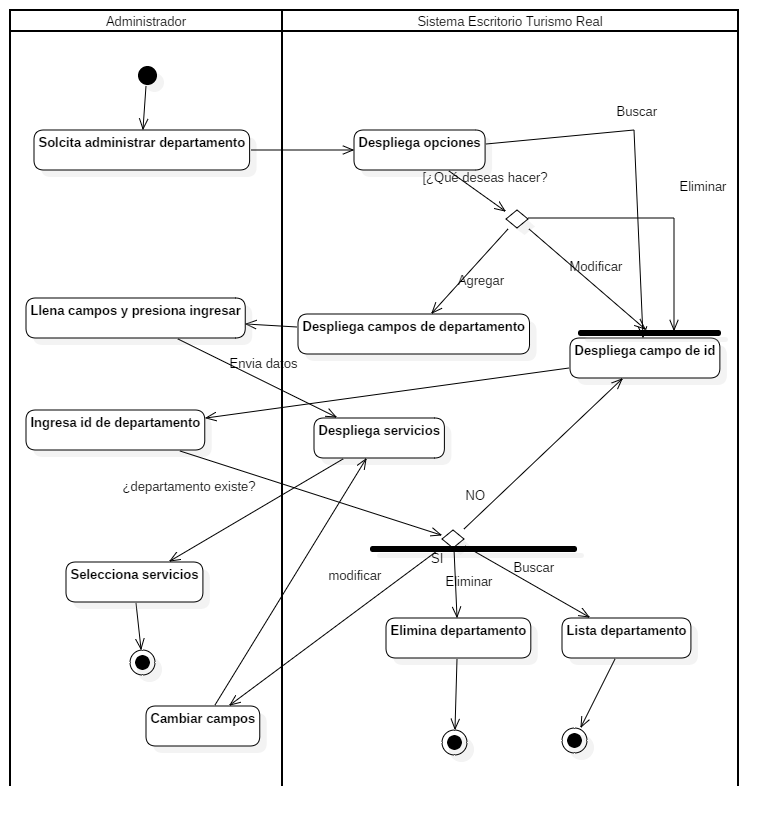 Administrador
Sistema Escritorio Turismo Real
Buscar
Solcita administrar departamento
Despliega opciones
[¿Qué deseas hacer?
Eliminar
Modificar
Agregar
Llena campos y presiona ingresar
Despliega campos de departamento
Despliega campo de id
Envia datos
Ingresa id de departamento
Despliega servicios
¿departamento existe?
NO
SI
Selecciona servicios
modificar
Eliminar
Buscar
Elimina departamento
Lista departamento
Cambiar campos